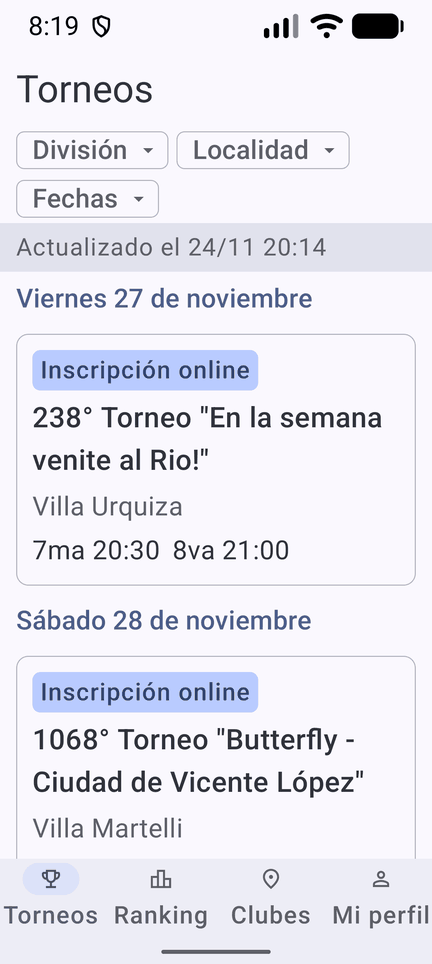 8:19
Torneos
División
Localidad
Fechas
Actualizado el 24/11 20:14
Viernes 27 de noviembre
Inscripción online
238° Torneo "En la semana
venite al Rio!"
Villa Urquiza
7ma 20:30 8va 21:00
Sábado 28 de noviembre
Inscripción online
1068° Torneo "Butterfly -
Ciudad de Vicente López"
Villa Martelli
Torneos
Ranking
Clubes
Mi perfil